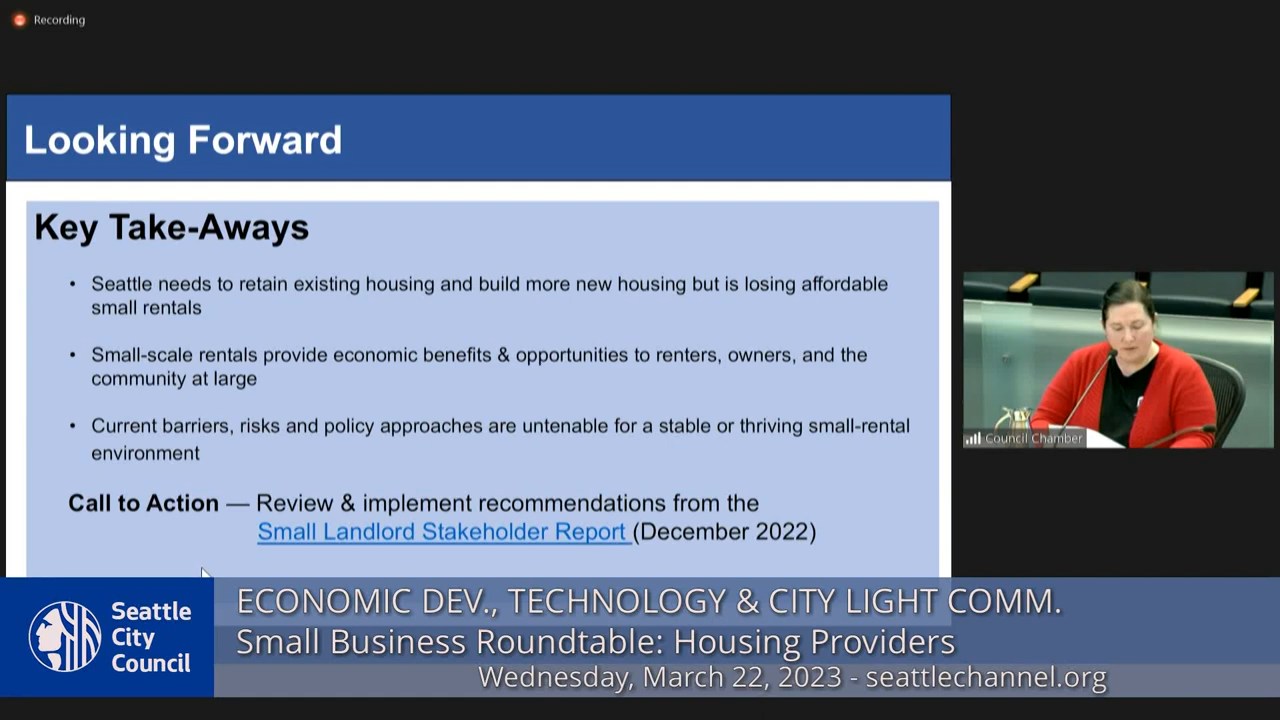 Recording
Looking Forward
Key Take-Aways
• Seattle needs to retain existing housing and build more new housing but is losing affordable
small rentals
• Small-scale rentals provide economic benefits & opportunities to renters, owners, and the
community at large
• Current barriers, risks and policy approaches are untenable for a stable or thriving small-rental
environment
Call to Action — Review & implement recommendations from the
Small Landlord Stakeholder Report (December 2022)
Council Chamber
Seattle
City
Council
ECONOMIC DEV., TECHNOLOGY & CITY LIGHT COMM.
Small Business Roundtable: Housing Providers
Wednesday, March 22, 2023 - seattlechannel.org